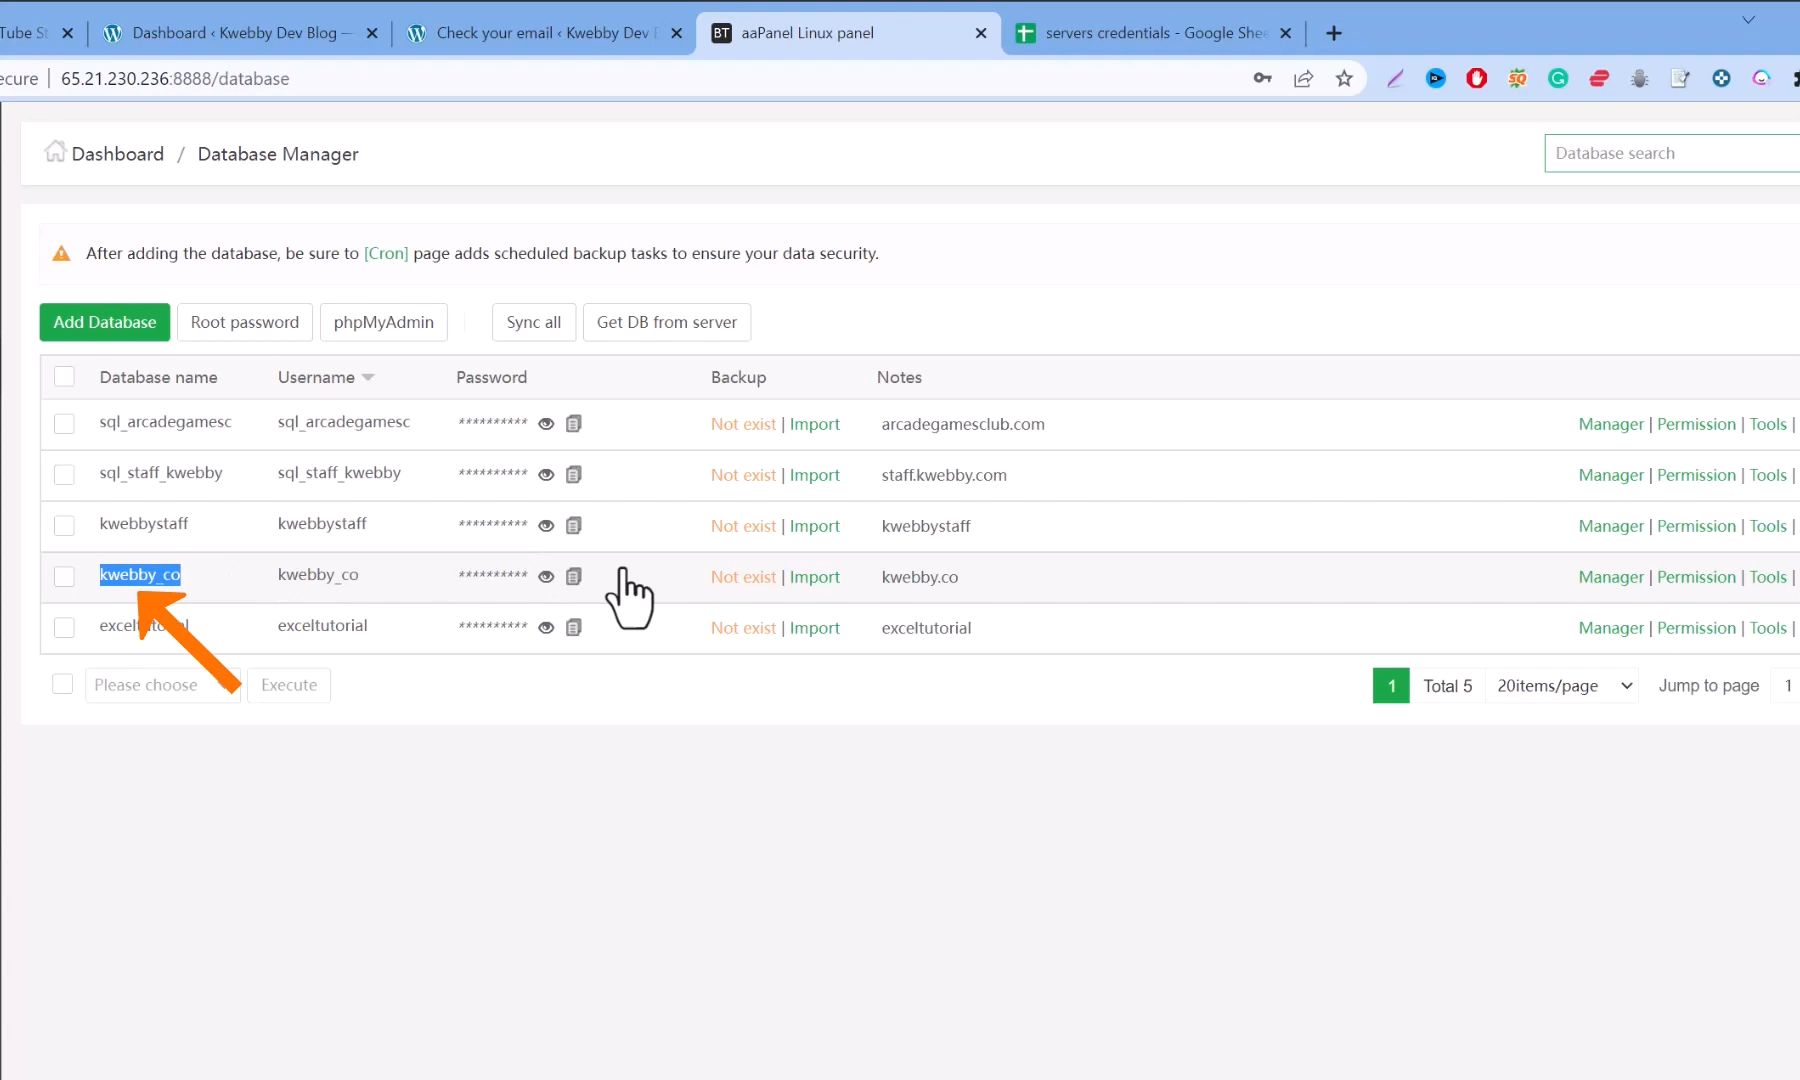 Tube St
Dashboard ‹ Kwebby Dev Blog —
Check your email ‹ Kwebby Dev
BT aaPanel Linux panel
servers credentials - Google Shee
ecure | 65.21.230.236:8888/database
Dashboard / Database Manager
Database search
After adding the database, be sure to [Cron] page adds scheduled backup tasks to ensure your data security.
Add Database Root password phpMyAdmin Sync all Get DB from server
Database name Username Password Backup Notes
sql_arcadegamesc sql_arcadegamesc ********** Not exist | Import arcadegamesclub.com Manager | Permission | Tools |
sql_staff_kwebby sql_staff_kwebby ********** Not exist | Import staff.kwebby.com Manager | Permission | Tools |
kwebbystaff kwebbystaff ********** Not exist | Import kwebbystaff Manager | Permission | Tools |
kwebby_co kwebby_co ********** Not exist | Import kwebby.co Manager | Permission | Tools |
exceltutorial exceltutorial ********** Not exist | Import exceltutorial Manager | Permission | Tools |
Please choose Execute 1 Total 5 20items/page Jump to page 1